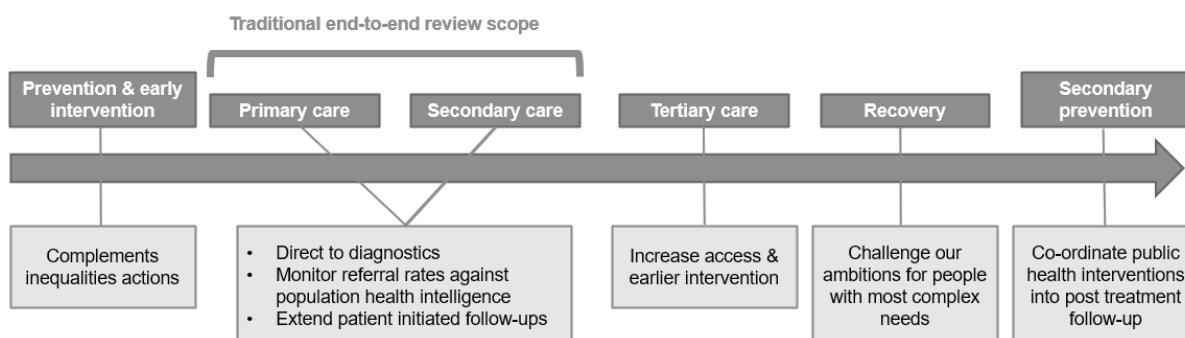 Traditional end-to-end review scope
Prevention & early
intervention
Primary care
Secondary care
Tertiary care
Recovery
Secondary
prevention
Complements
inequalities actions
• Direct to diagnostics
• Monitor referral rates against
population health intelligence
• Extend patient initiated follow-ups
Increase access &
earlier intervention
Challenge our
ambitions for people
with most complex
needs
Co-ordinate public
health interventions
into post treatment
follow-up